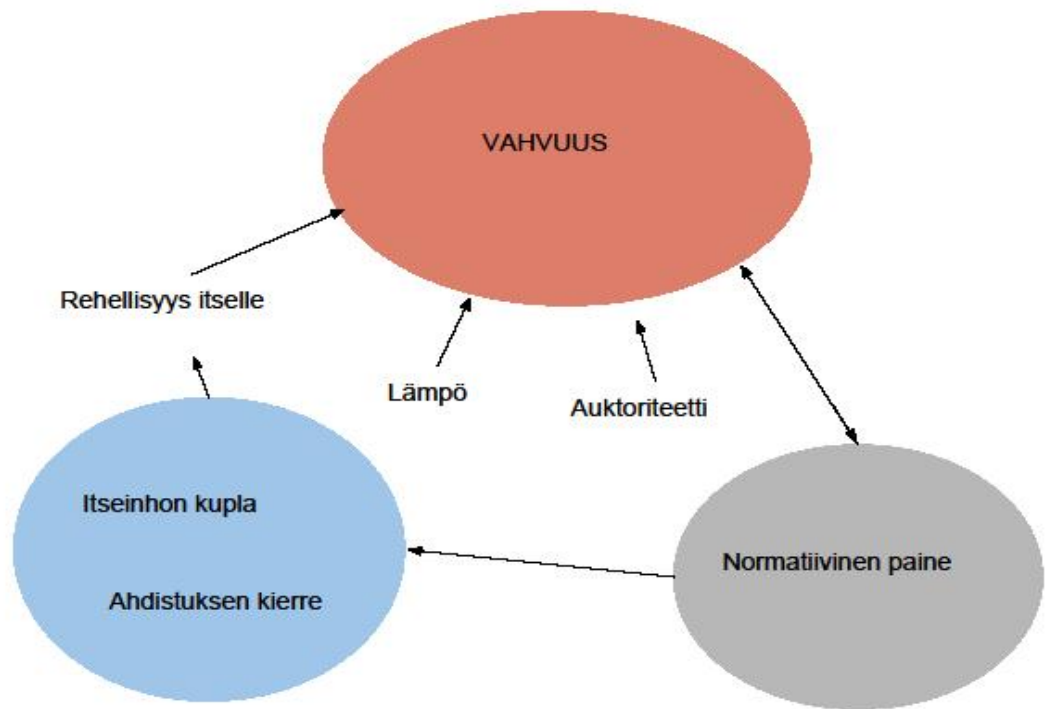 VAHVUUS
Rehellisyys itselle
Lämpö
Auktoriteetti
Itseinhon kupla
Normatiivinen paine
Ahdistuksen kierre